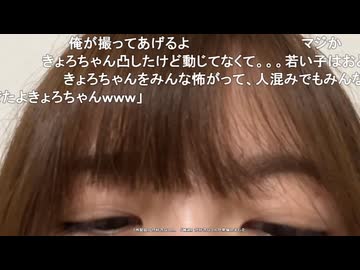 俺が撮ってあげるよ
マジか
きょろちゃん凸したけど動じてなくて。。。若い子はおど
きょろちゃんをみんな怖がって、人混みでもみんな
でたよきょろちゃんwww」